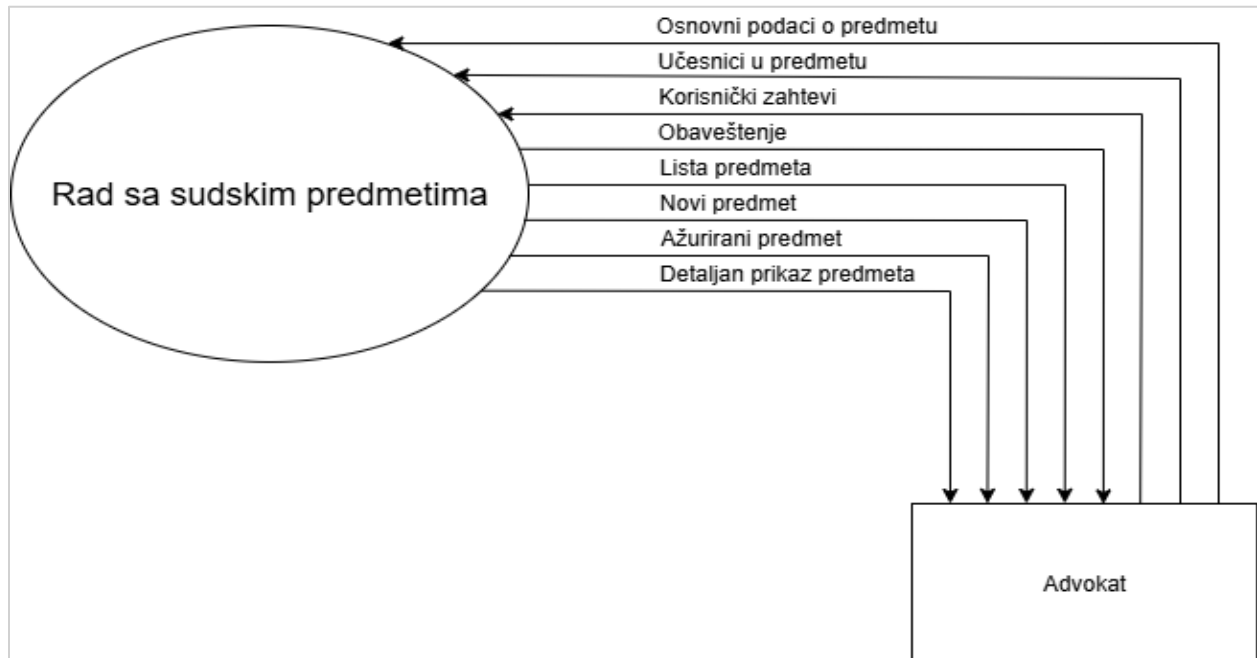 Osnovni podaci o predmetu
Učesnici u predmetu
Korisnički zahtevi
Obaveštenje
Lista predmeta
Novi predmet
Ažurirani predmet
Detaljan prikaz predmeta
Rad sa sudskim predmetima
Advokat